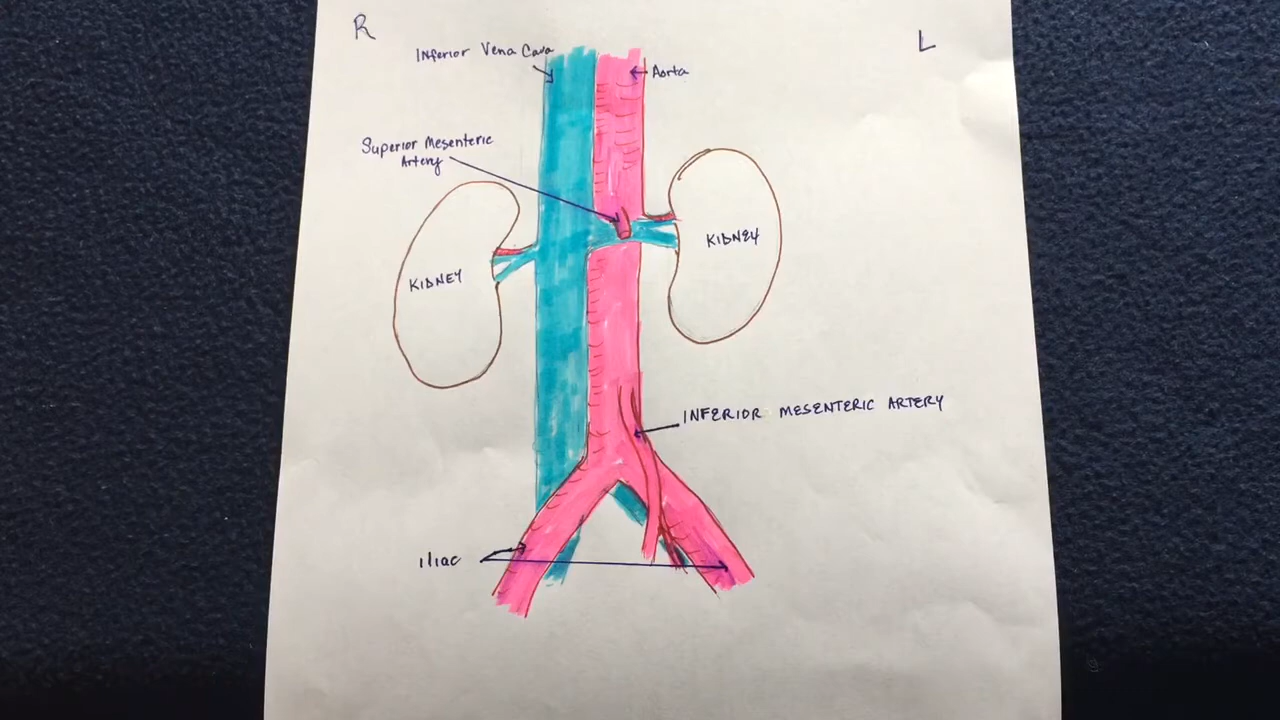 R
L
Inferior Vena Cava
Aorta
Superior Mesenteric
Artery
KIDNEY
KIDNEY
INFERIOR MESENTERIC ARTERY
Iliac